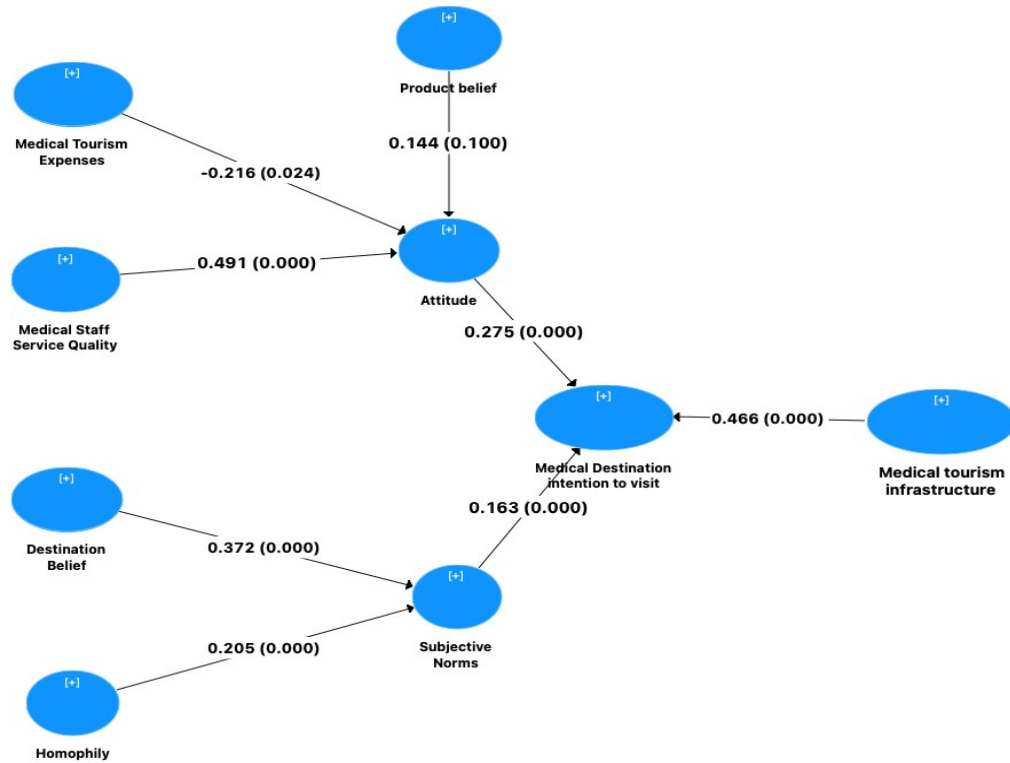 [+]
Product belief
[+]
Medical Tourism
Expenses
0.144 (0.100)
-0.216 (0.024)
[+]
Attitude
[+]
Medical Staff
Service Quality
0.491 (0.000)
0.275 (0.000)
[+]
Medical Destination
intention to visit
0.466 (0.000)
[+]
Medical tourism
infrastructure
[+]
Destination
Belief
0.163 (0.000)
0.372 (0.000)
[+]
Subjective
Norms
0.205 (0.000)
[+]
Homophily